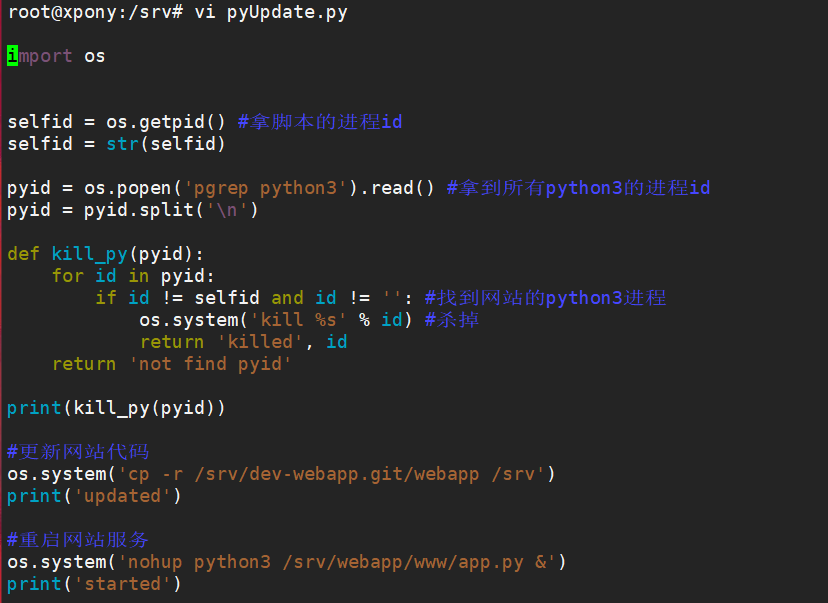 root@xpony:/srv# vi pyUpdate.py
import os
selfid = os.getpid() #拿脚本的进程id
selfid = str(selfid)
pyid = os.popen('pgrep python3').read() #拿到所有python3的进程id
pyid = pyid.split('\n')
def kill_py(pyid):
    for id in pyid:
        if id != selfid and id != '': #找到网站的python3进程
            os.system('kill %s' % id) #杀掉
            return 'killed', id
    return 'not find pyid'
print(kill_py(pyid))
#更新网站代码
os.system('cp -r /srv/dev-webapp.git/webapp /srv')
print('updated')
#重启网站服务
os.system('nohup python3 /srv/webapp/www/app.py &')
print('started')